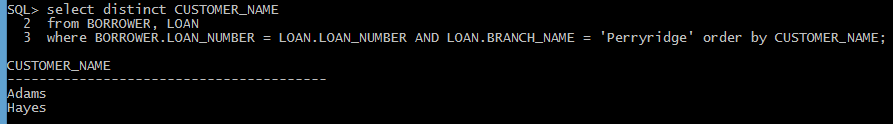 SQL> select distinct CUSTOMER_NAME
  2  from BORROWER, LOAN
  3  where BORROWER.LOAN_NUMBER = LOAN.LOAN_NUMBER AND LOAN.BRANCH_NAME = 'Perryridge' order by CUSTOMER_NAME;
CUSTOMER_NAME
----------------------------------------
Adams
Hayes